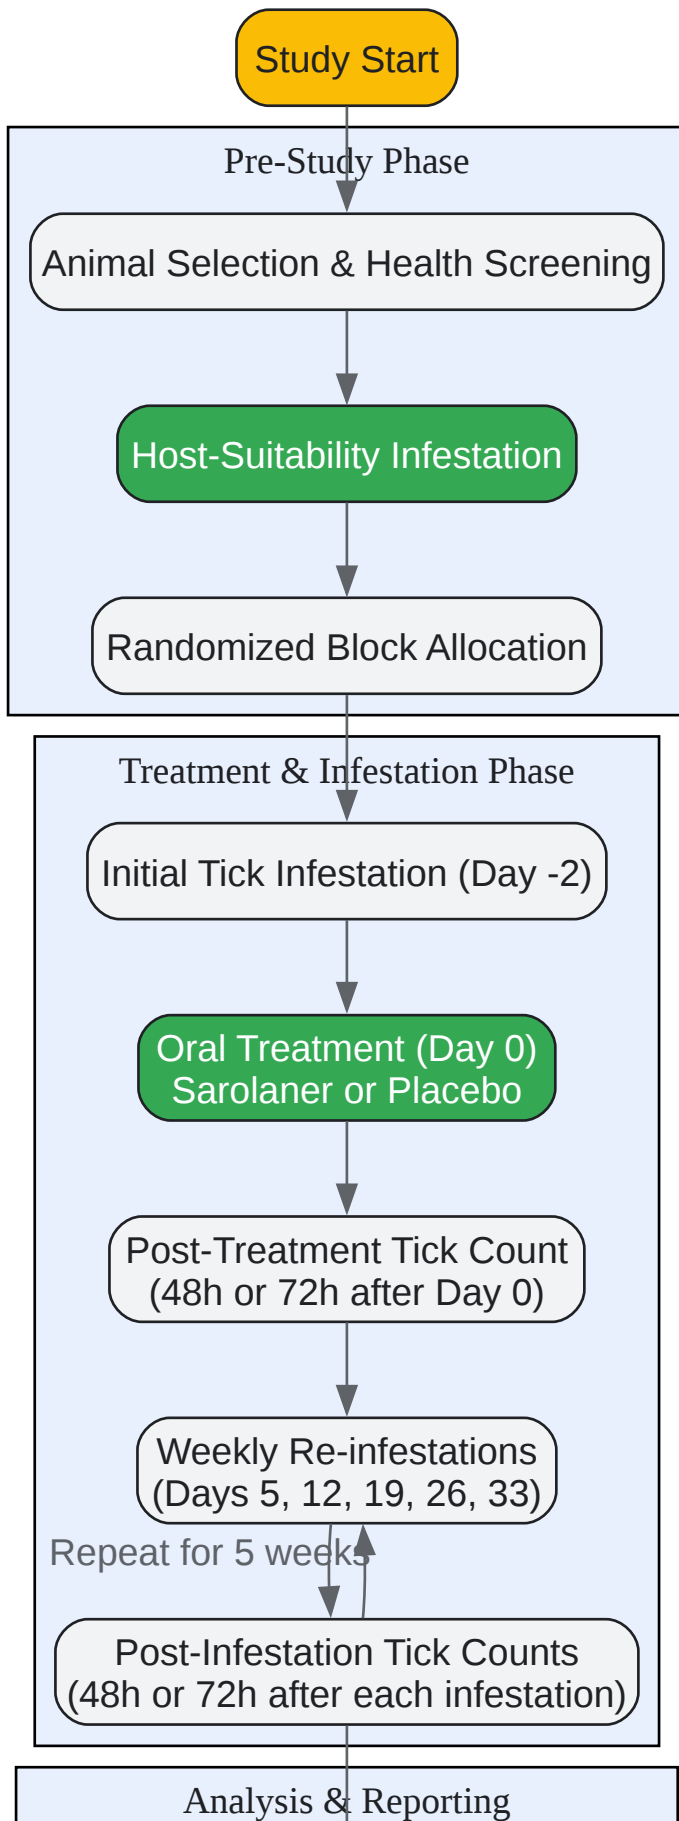 Study Start
Pre-Study Phase
Animal Selection & Health Screening
Host-Suitability Infestation
Randomized Block Allocation
Treatment & Infestation Phase
Initial Tick Infestation (Day -2)
Oral Treatment (Day 0)
Sarolaner or Placebo
Post-Treatment Tick Count
(48h or 72h after Day 0)
Weekly Re-infestations
(Days 5, 12, 19, 26, 33)
Repeat for 5 weeks
Post-Infestation Tick Counts
(48h or 72h after each infestation)
Analysis & Reporting